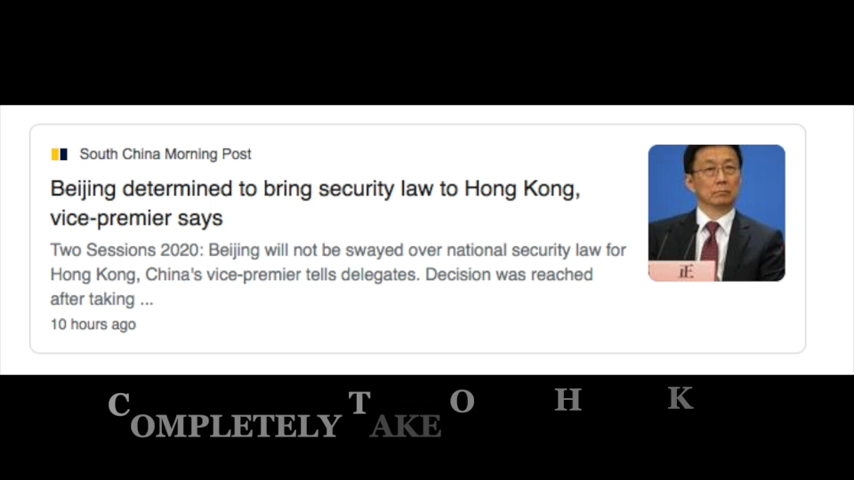 South China Morning Post
Beijing determined to bring security law to Hong Kong,
vice-premier says
Two Sessions 2020: Beijing will not be swayed over national security law for
Hong Kong, China's vice-premier tells delegates. Decision was reached
after taking ...
10 hours ago
正
COMPLETELY TAKE O H K